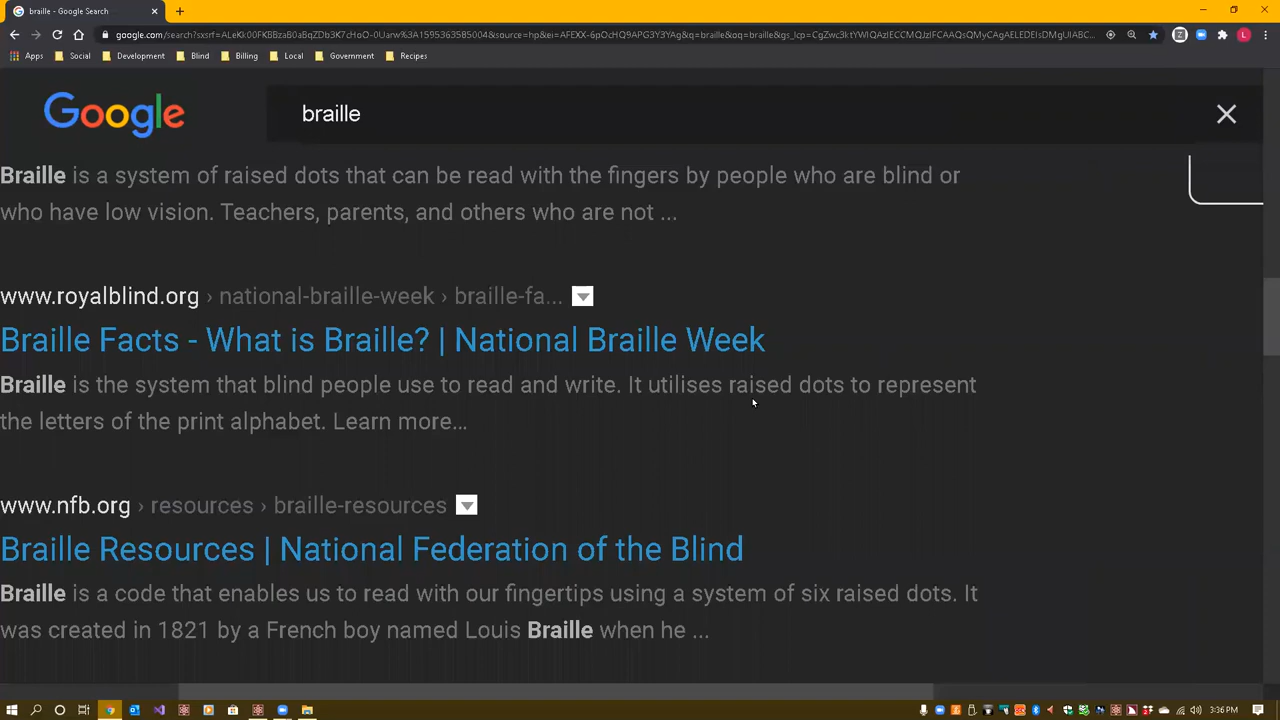 braille - Google Search
google.com/search?
Apps Social Development Blind Billing Local Government Recipes
Google braille
Braille is a system of raised dots that can be read with the fingers by people who are blind or
who have low vision. Teachers, parents, and others who are not ...
www.royalblind.org › national-braille-week › braille-fa...
Braille Facts - What is Braille? | National Braille Week
Braille is the system that blind people use to read and write. It utilises raised dots to represent
the letters of the print alphabet. Learn more...
www.nfb.org › resources › braille-resources
Braille Resources | National Federation of the Blind
Braille is a code that enables us to read with our fingertips using a system of six raised dots. It
was created in 1821 by a French boy named Louis Braille when he ...
3:36 PM